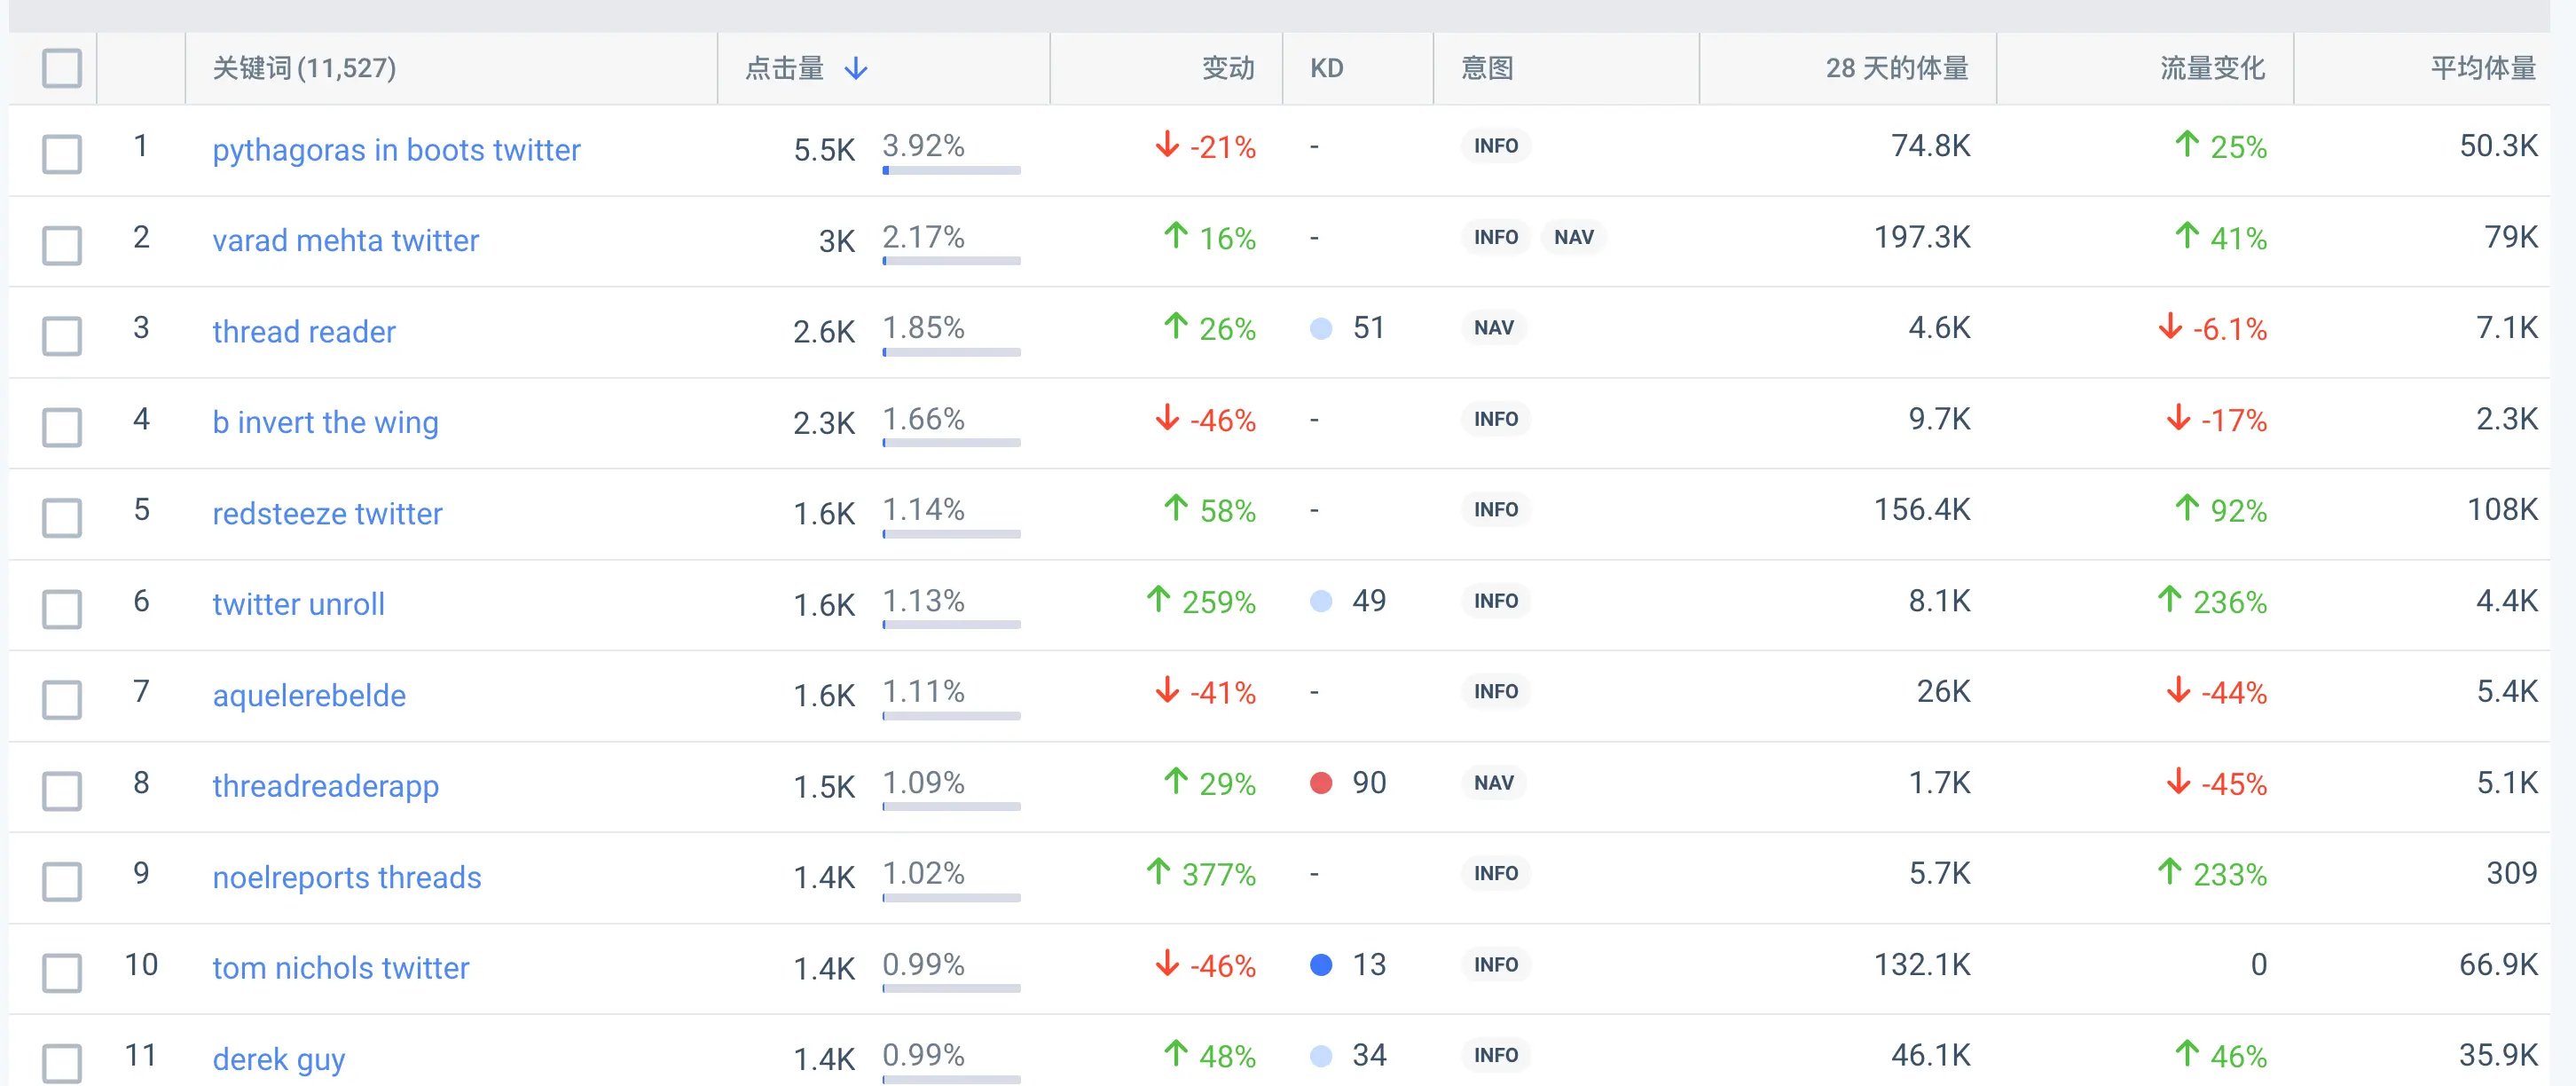 关键词 (11,527) 点击量 变动 KD 意图 28 天的体量 流量变化 平均体量
1 pythagoras in boots twitter 5.5K 3.92% -21% - INFO 74.8K 25% 50.3K
2 varad mehta twitter 3K 2.17% 16% - INFO NAV 197.3K 41% 79K
3 thread reader 2.6K 1.85% 26% 51 NAV 4.6K -6.1% 7.1K
4 b invert the wing 2.3K 1.66% -46% - INFO 9.7K -17% 2.3K
5 redsteeze twitter 1.6K 1.14% 58% - INFO 156.4K 92% 108K
6 twitter unroll 1.6K 1.13% 259% 49 INFO 8.1K 236% 4.4K
7 aquelerebelde 1.6K 1.11% -41% - INFO 26K -44% 5.4K
8 threadreaderapp 1.5K 1.09% 29% 90 NAV 1.7K -45% 5.1K
9 noelreports threads 1.4K 1.02% 377% - INFO 5.7K 233% 309
10 tom nichols twitter 1.4K 0.99% -46% 13 INFO 132.1K 0 66.9K
11 derek guy 1.4K 0.99% 48% 34 INFO 46.1K 46% 35.9K